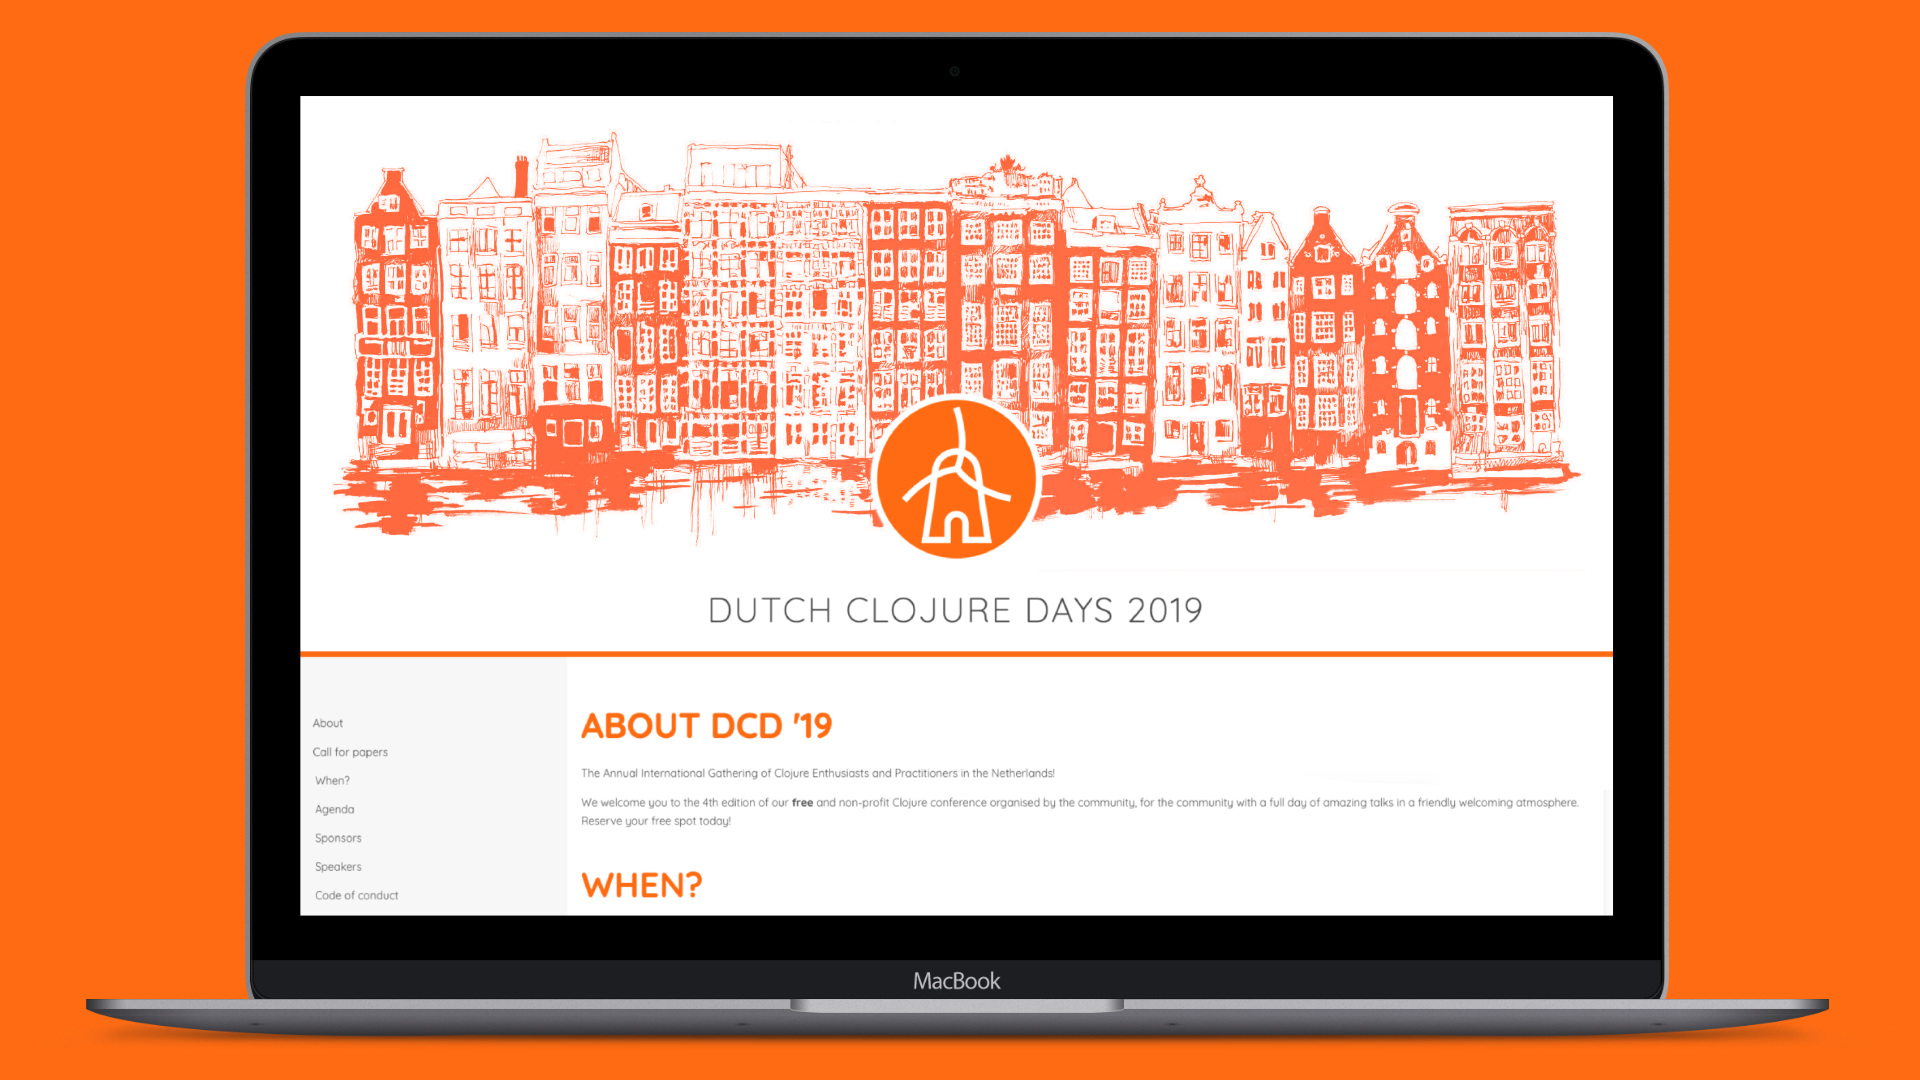 DUTCH CLOJURE DAYS 2019
About
Call for papers
When?
Agenda
Sponsors
Speakers
Code of conduct
ABOUT DCD '19
The Annual International Gathering of Clojure Enthusiasts and Practitioners in the Netherlands!
We welcome you to the 4th edition of our free and non-profit Clojure conference organised by the community, for the community with a full day of amazing talks in a friendly welcoming atmosphere.
Reserve your free spot today!
WHEN?
MacBook